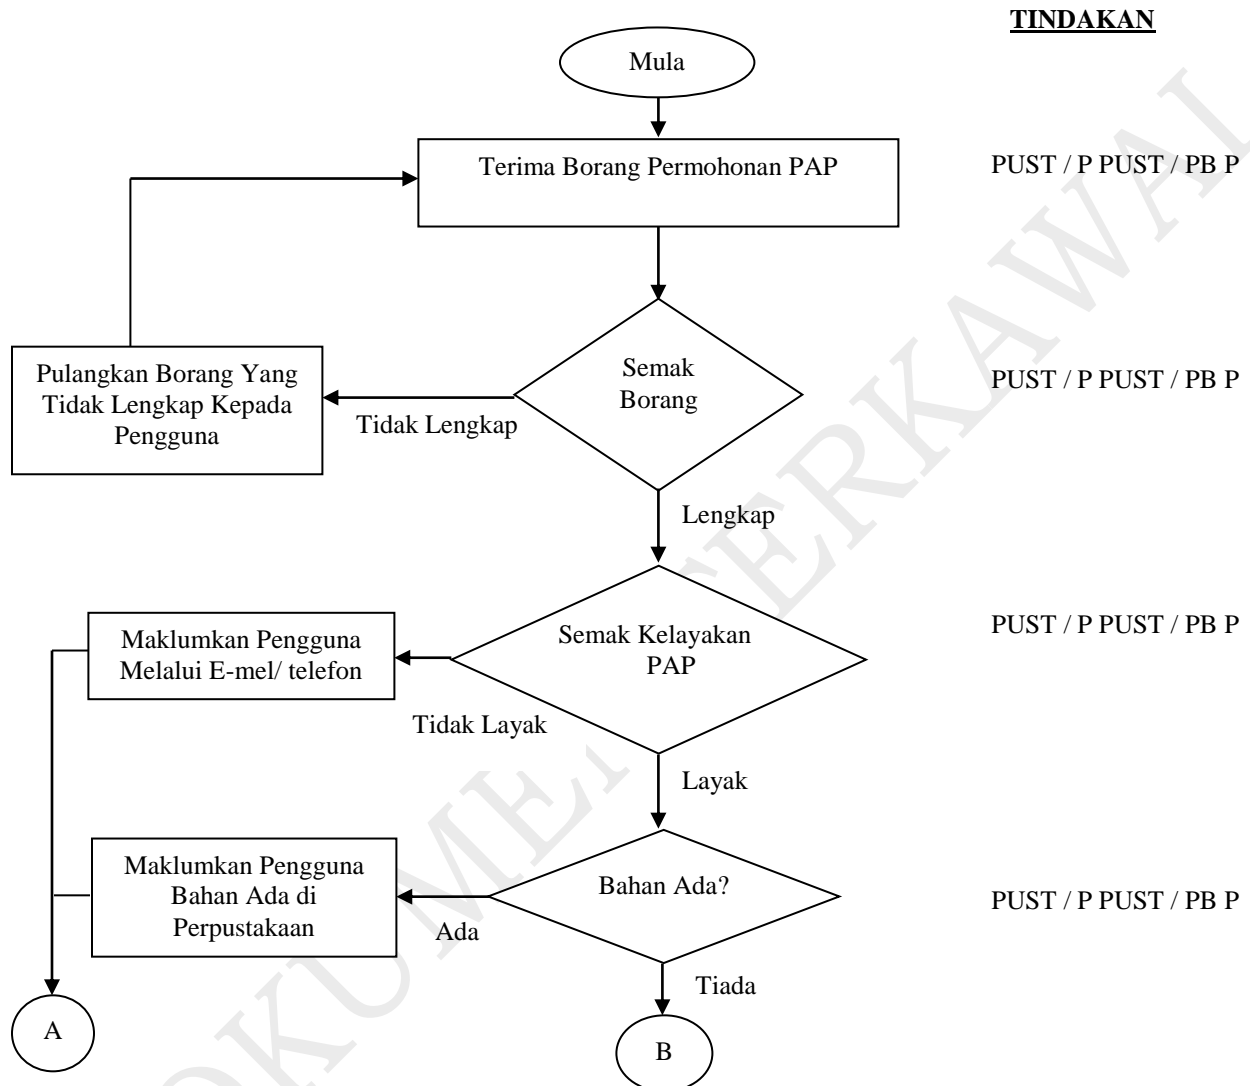 TINDAKAN
Mula
Terima Borang Permohonan PAP
PUST / P PUST / PB P
Semak
Borang
PUST / P PUST / PB P
Pulangkan Borang Yang
Tidak Lengkap Kepada
Pengguna
Tidak Lengkap
Lengkap
Semak Kelayakan
PAP
PUST / P PUST / PB P
Maklumkan Pengguna
Melalui E-mel/ telefon
Tidak Layak
Layak
Maklumkan Pengguna
Bahan Ada di
Perpustakaan
Bahan Ada?
PUST / P PUST / PB P
Ada
Tiada
A
B